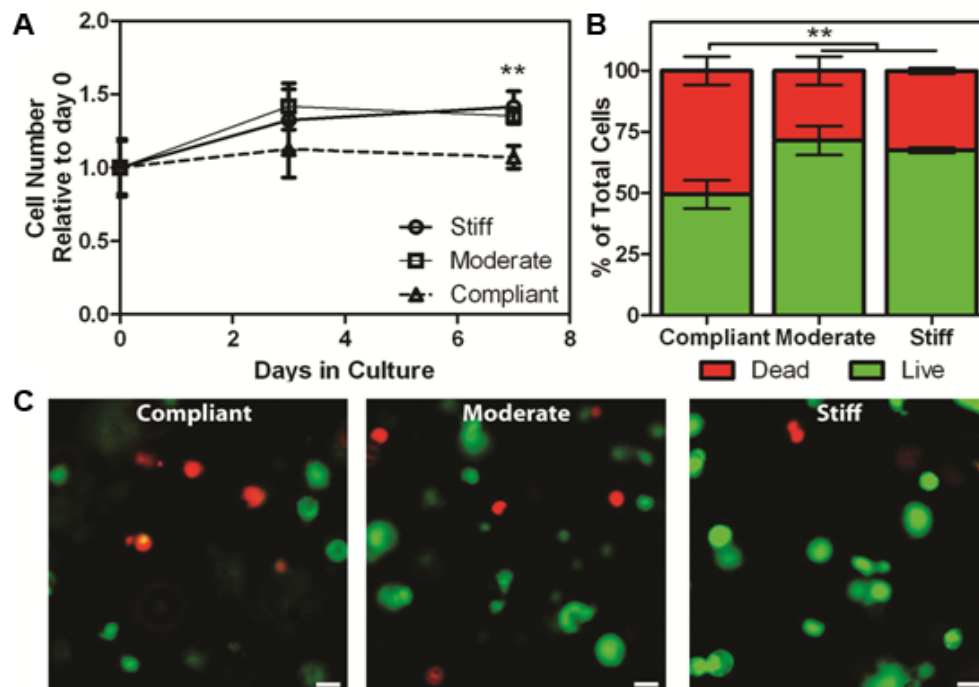 A
Cell Number
Relative to day 0
2.0
1.5
1.0
0.5
0.0
0
2
4
6
8
Days in Culture
**
Stiff
Moderate
Compliant
B
% of Total Cells
100
75
50
25
0
**
Compliant Moderate Stiff
Dead Live
C
Compliant
Moderate
Stiff